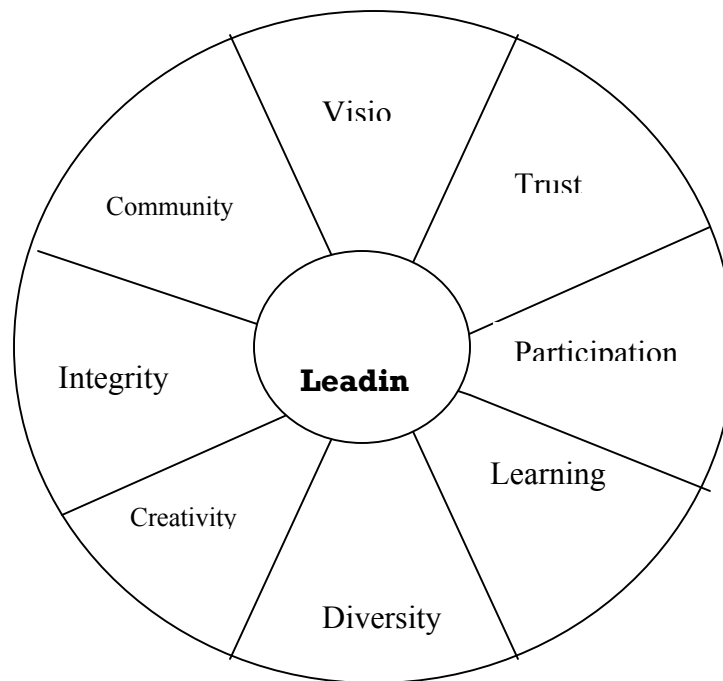 Visio
Trust
Participation
Learning
Diversity
Creativity
Integrity
Community
Leadin